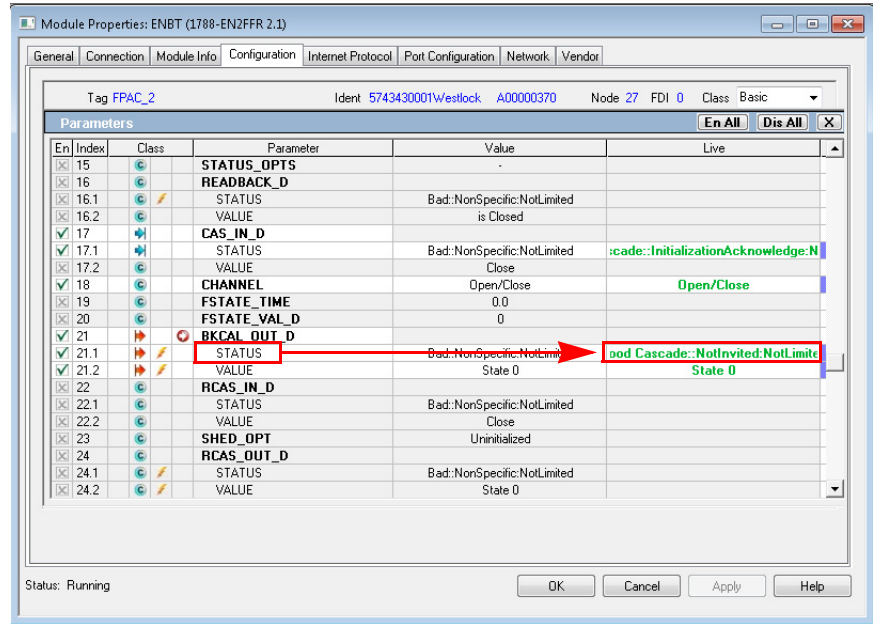 Module Properties: ENBT (1788-EN2FFR 2.1)
General Connection Module Info Configuration Internet Protocol Port Configuration Network Vendor
Tag FPAC_2 Ident 5743430001Westlock A00000370 Node 27 FDI 0 Class Basic
Parameters En All Dis All X
En Index Class Parameter Value Live
15 C STATUS_OPTS -
16 C READBACK_D
16.1 C STATUS Bad::NonSpecific:NotLimited
16.2 C VALUE is Closed
17 CAS_IN_D
17.1 STATUS Bad::NonSpecific:NotLimited :cade::InitializationAcknowledge:N
17.2 C VALUE Close
18 C CHANNEL Open/Close Open/Close
19 C FSTATE_TIME 0.0
20 C FSTATE_VAL_D 0
21 BKCAL_OUT_D
21.1 STATUS Bad::NonSpecific:NotLimite ood Cascade::NotInvited:NotLimite
21.2 VALUE State 0 State 0
22 C RCAS_IN_D
22.1 C STATUS Bad::NonSpecific:NotLimited
22.2 C VALUE Close
23 C SHED_OPT Uninitialized
24 C RCAS_OUT_D
24.1 C STATUS Bad::NonSpecific:NotLimited
24.2 C VALUE State 0
Status: Running OK Cancel Apply Help